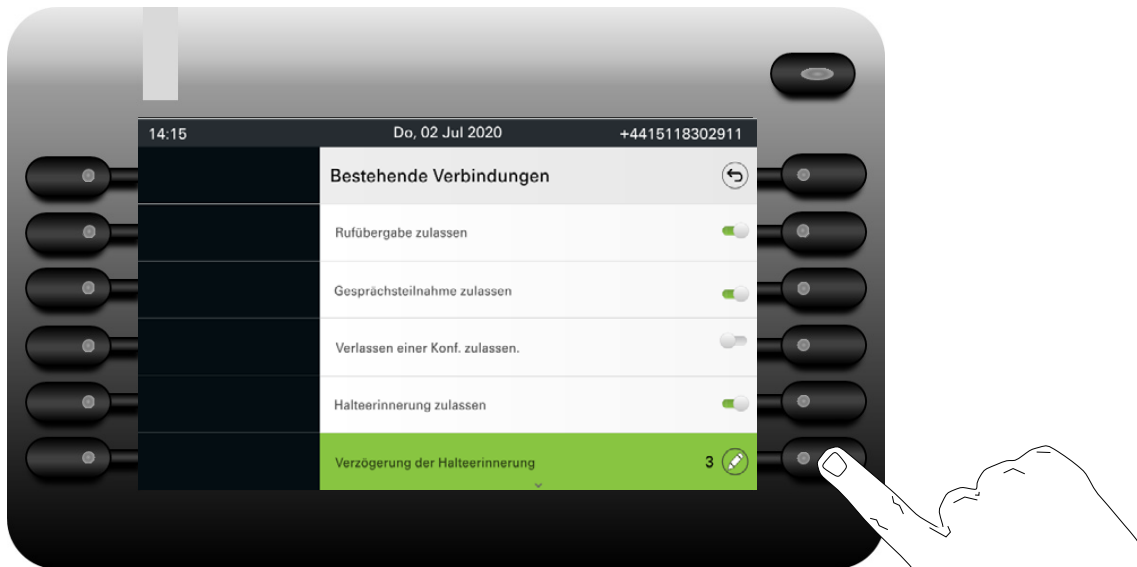 14:15 Do, 02 Jul 2020 +4415118302911
Bestehende Verbindungen
Rufübergabe zulassen
Gesprächsteilnahme zulassen
Verlassen einer Konf. zulassen.
Halteerinnerung zulassen
Verzögerung der Halteerinnerung 3